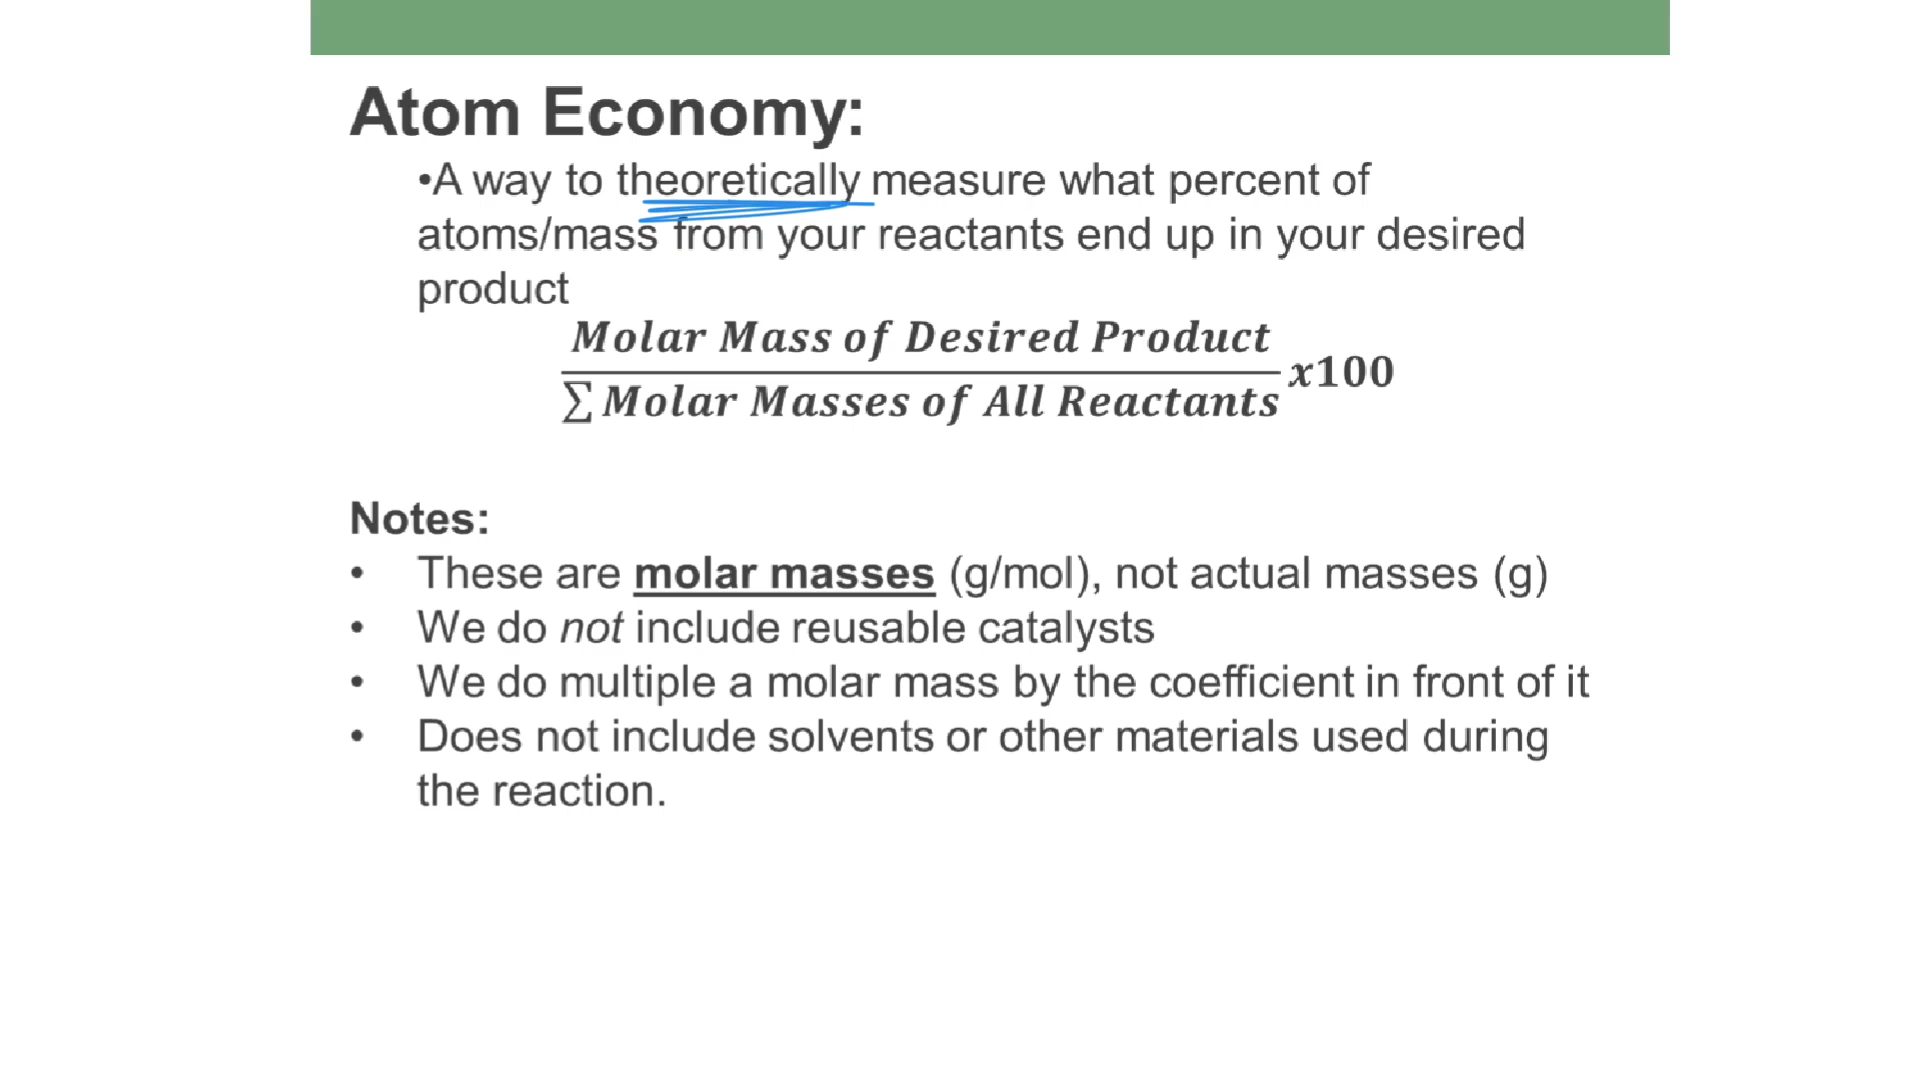 Atom Economy:
•A way to theoretically measure what percent of
atoms/mass from your reactants end up in your desired
product
Molar Mass of Desired Product
∑ Molar Masses of All Reactants
x100
Notes:
• These are molar masses (g/mol), not actual masses (g)
• We do not include reusable catalysts
• We do multiple a molar mass by the coefficient in front of it
• Does not include solvents or other materials used during
the reaction.